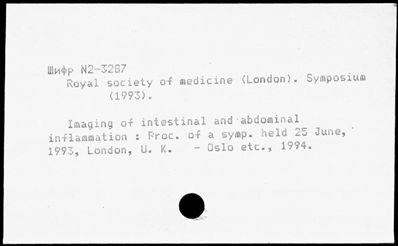 Шифр N2-3287
Royal society of medicine (London). Symposium
(1993).
Imaging of intestinal and abdominal
inflammation : Proc. of a symp. held 25 June,
1993, London, U. K. - Oslo etc., 1994.